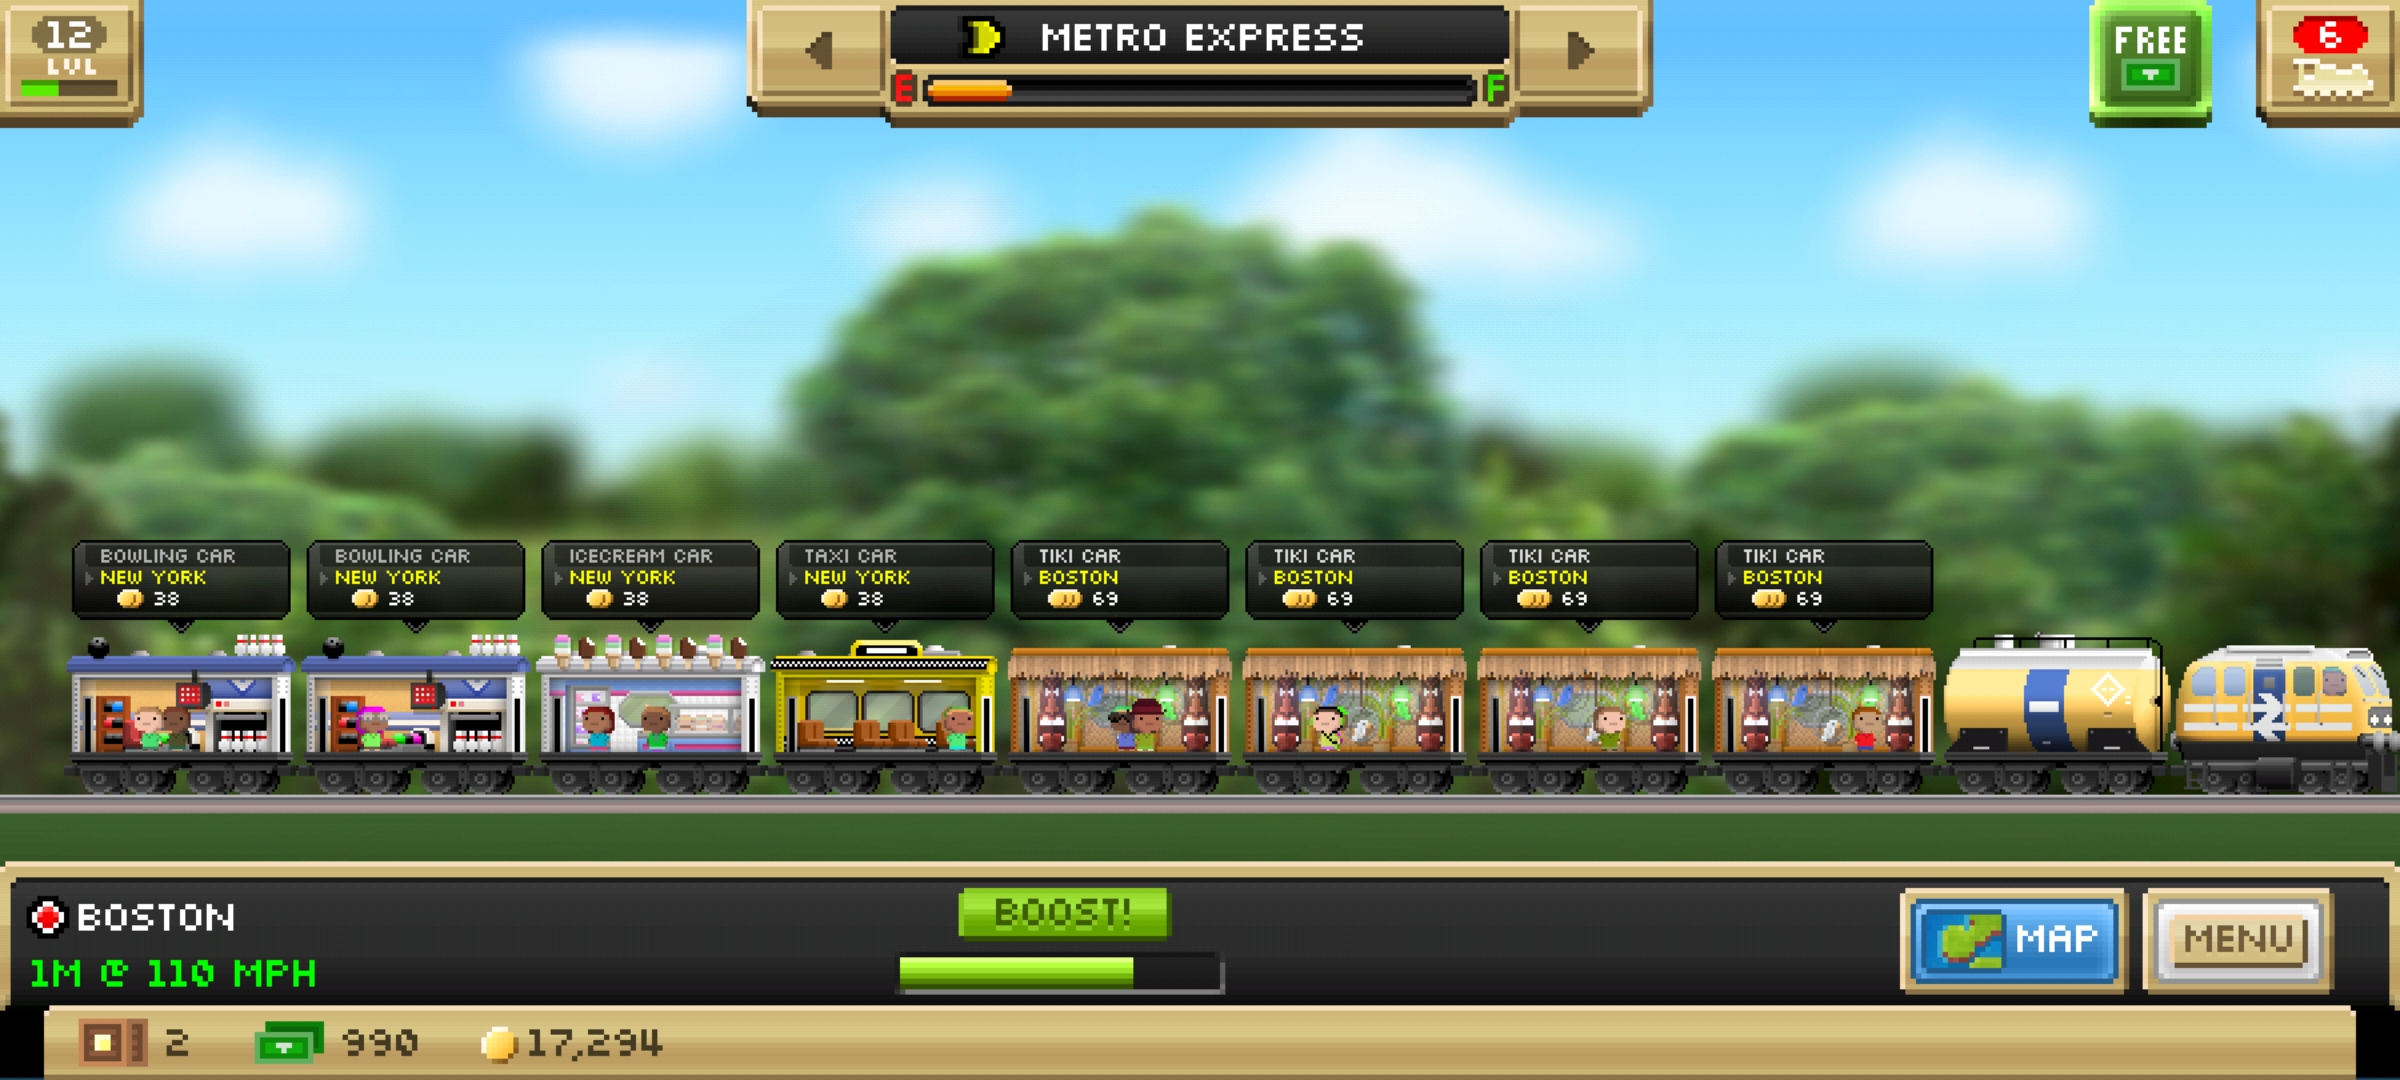 12
LVL
METRO EXPRESS
E
F
FREE
6
BOWLING CAR
NEW YORK
38
BOWLING CAR
NEW YORK
38
ICECREAM CAR
NEW YORK
38
TAXI CAR
NEW YORK
38
TIKI CAR
BOSTON
69
TIKI CAR
BOSTON
69
TIKI CAR
BOSTON
69
TIKI CAR
BOSTON
69
BOSTON
1M @ 110 MPH
BOOST!
MAP
MENU
2
990
17,294